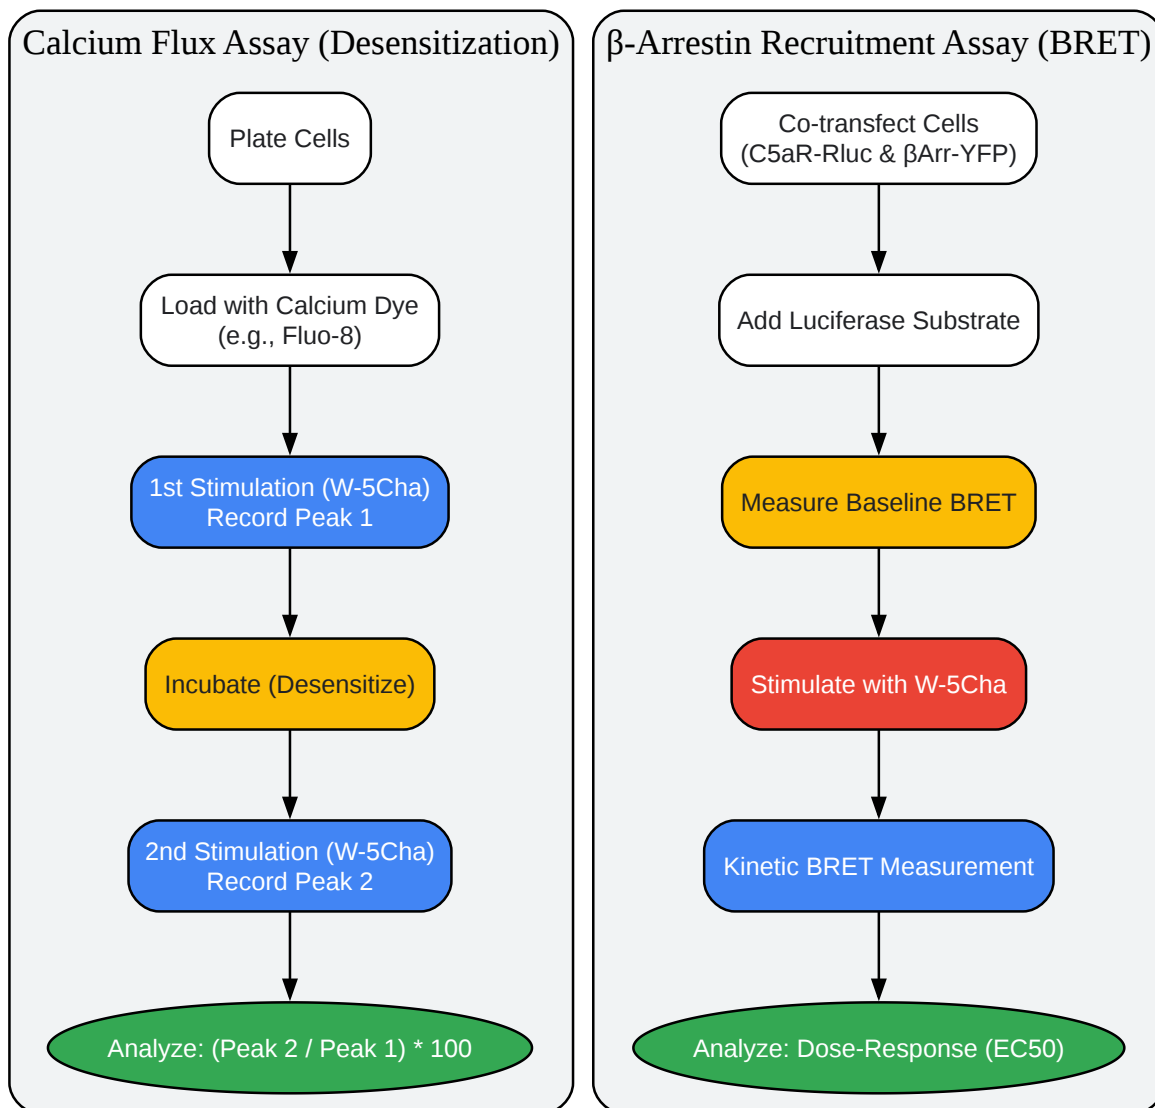 Calcium Flux Assay (Desensitization)
Plate Cells
Load with Calcium Dye
(e.g., Fluo-8)
1st Stimulation (W-5Cha)
Record Peak 1
Incubate (Desensitize)
2nd Stimulation (W-5Cha)
Record Peak 2
Analyze: (Peak 2 / Peak 1) * 100
β-Arrestin Recruitment Assay (BRET)
Co-transfect Cells
(C5aR-Rluc & βArr-YFP)
Add Luciferase Substrate
Measure Baseline BRET
Stimulate with W-5Cha
Kinetic BRET Measurement
Analyze: Dose-Response (EC50)